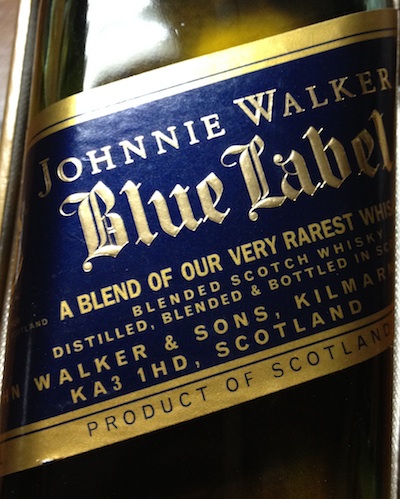 JOHNNIE WALKER
Blue Label
A BLEND OF OUR VERY RAREST
BLENDED SCOTCH WHISKY
DISTILLED, BLENDED & BOTTLED IN
WALKER & SONS,
KA3 1HD, SCOTLAND
PRODUCT OF SCOTLAND